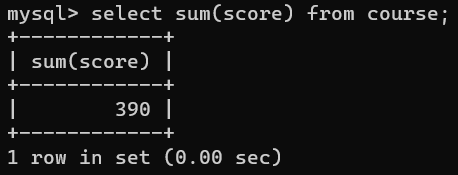 mysql> select sum(score) from course;
+------------+
| sum(score) |
+------------+
|        390 |
+------------+
1 row in set (0.00 sec)